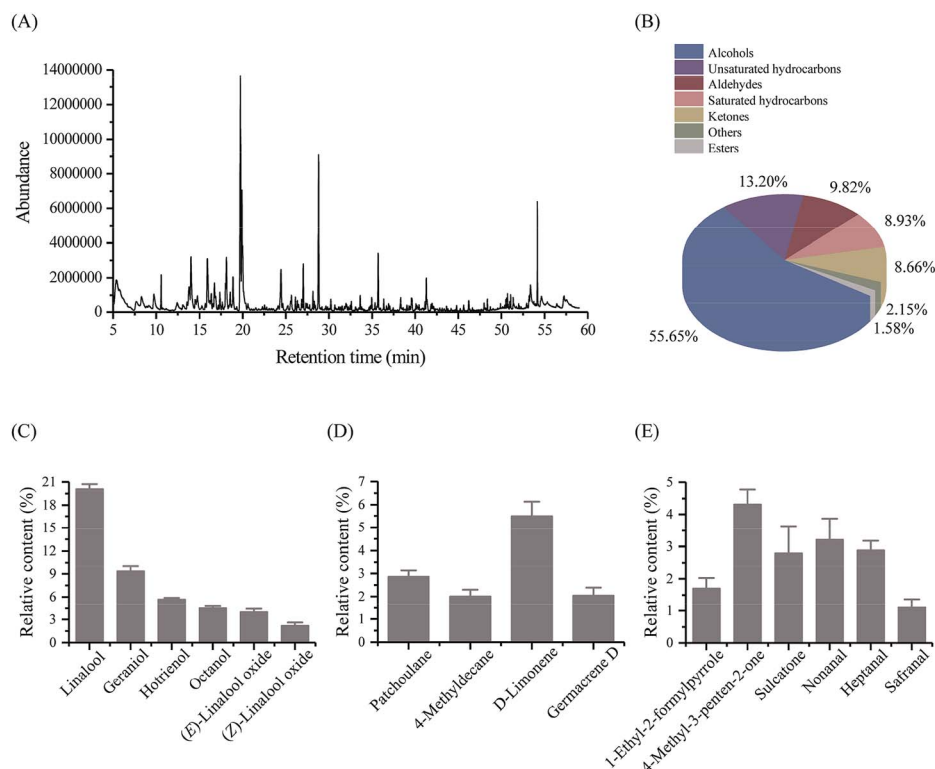 (A)
14000000
12000000
10000000
8000000
6000000
4000000
2000000
0
Abundance
5 10 15 20 25 30 35 40 45 50 55 60
Retention time (min)
(B)
Alcohols
Unsaturated hydrocarbons
Aldehydes
Saturated hydrocarbons
Ketones
Others
Esters
13.20%
9.82%
8.93%
8.66%
2.15%
1.58%
55.65%
(C)
21
18
15
12
9
6
3
0
Relative content (%)
Linalool
Geraniol
Hotrienol
Octanol
(E)-Linalool oxide
(Z)-Linalool oxide
(D)
7
6
5
4
3
2
1
0
Relative content (%)
Patchoulane
4-Methyldecane
D-Limonene
Germacrene D
(E)
5
4
3
2
1
0
Relative content (%)
1-Ethyl-2-formylpyrrole
4-Methyl-3-penten-2-one
Sulcatone
Nonanal
Heptanal
Safranal